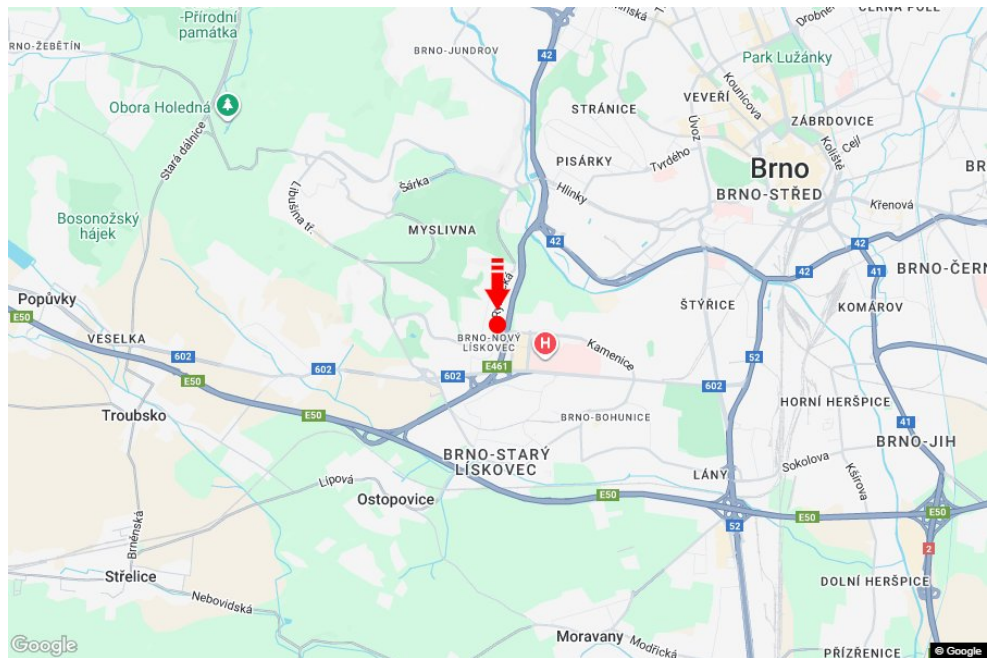 -Přírodní
památka
ČERNÁ POLE
Drobného
RNO-ŽEBĚTÍN
BRNO-JUNDROV
42
Park Lužánky
Kounicova
VEVEŘÍ
Obora Holedná
STRÁNICE
Úvoz
ZÁBRDOVICE
Cejl
Koliště
Stará dálnice
PISÁRKY
Tvrdého
Brno
BRNO-STŘED
Šárka
Hlinky
Libušina tř.
Křenová
Bosonožský
hájek
MYSLIVNA
42
42
42
41
BRNO-ČERN
Popůvky
ŠTÝŘICE
KOMÁROV
E50
VESELKA
BRNO-NOVÝ
LÍSKOVEC
H
Kamenice
602
E461
52
602
E50
602
602
Troubsko
E50
BRNO-BOHUNICE
HORNÍ HERŠPICE
41
BRNO-STARÝ
LÍSKOVEC
BRNO-JIH
LÁNY
Sokolova
Kšírova
Lipová
Ostopovice
E50
E50
E50
52
Brněnská
2
Střelice
DOLNÍ HERŠPICE
Nebovidská
Moravany
Modřická
PŘÍZŘENICE
Google
© Google